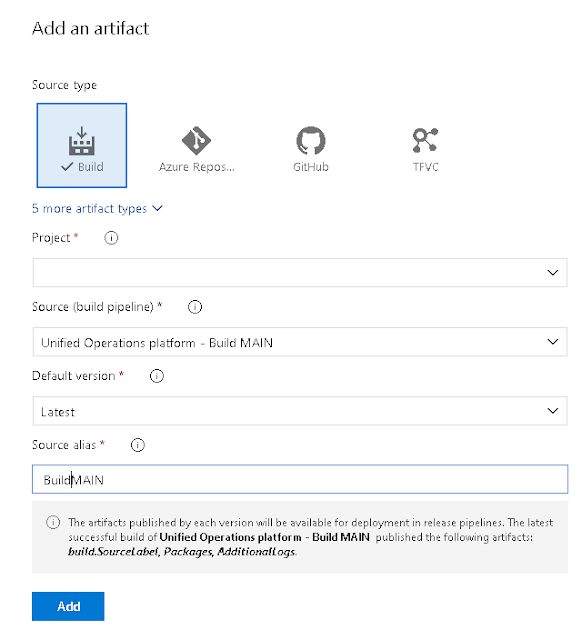 Add an artifact
Source type
Build
Azure Repos...
GitHub
TFVC
5 more artifact types
Project *
Source (build pipeline) *
Unified Operations platform - Build MAIN
Default version *
Latest
Source alias *
BuildMAIN
The artifacts published by each version will be available for deployment in release pipelines. The latest
successful build of Unified Operations platform - Build MAIN published the following artifacts:
build.SourceLabel, Packages, AdditionalLogs.
Add